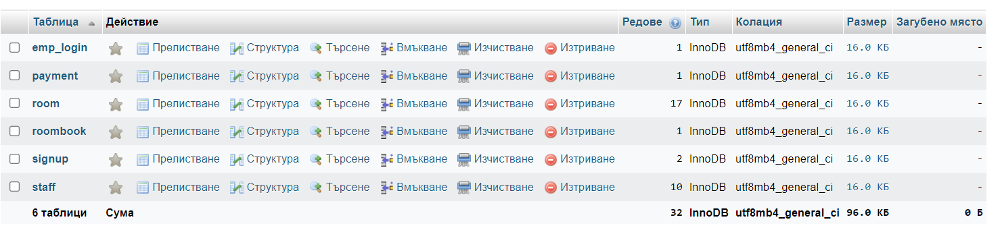 Таблица Действие Редове Тип Колация Размер Загубено място
emp_login Прелистване Структура Търсене Вмъкване Изчистване Изтриване 1 InnoDB utf8mb4_general_ci 16.0 КБ -
payment Прелистване Структура Търсене Вмъкване Изчистване Изтриване 1 InnoDB utf8mb4_general_ci 16.0 КБ -
room Прелистване Структура Търсене Вмъкване Изчистване Изтриване 17 InnoDB utf8mb4_general_ci 16.0 КБ -
roombook Прелистване Структура Търсене Вмъкване Изчистване Изтриване 1 InnoDB utf8mb4_general_ci 16.0 КБ -
signup Прелистване Структура Търсене Вмъкване Изчистване Изтриване 2 InnoDB utf8mb4_general_ci 16.0 КБ -
staff Прелистване Структура Търсене Вмъкване Изчистване Изтриване 10 InnoDB utf8mb4_general_ci 16.0 КБ -
6 таблици Сума 32 InnoDB utf8mb4_general_ci 96.0 КБ 0 Б